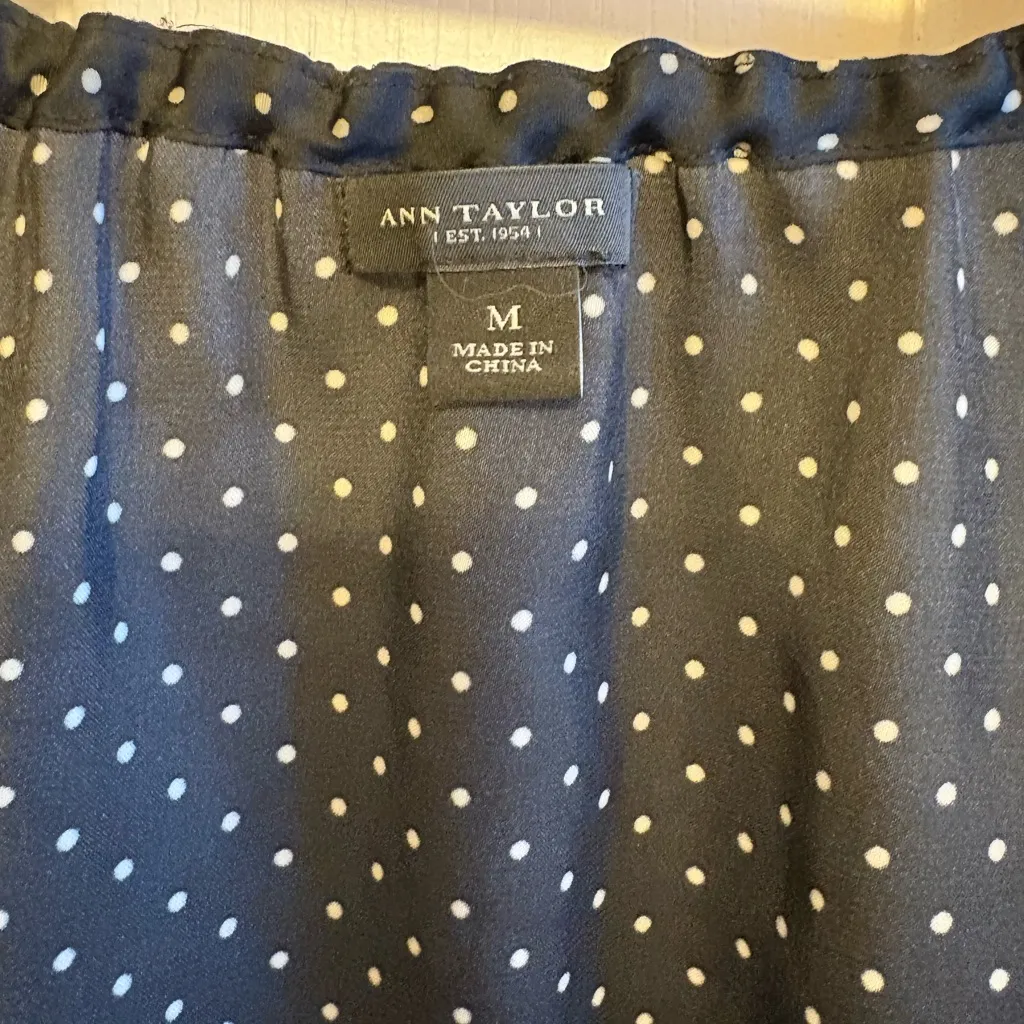 ANN TAYLOR
| EST. 1954 |
M
MADE IN
CHINA